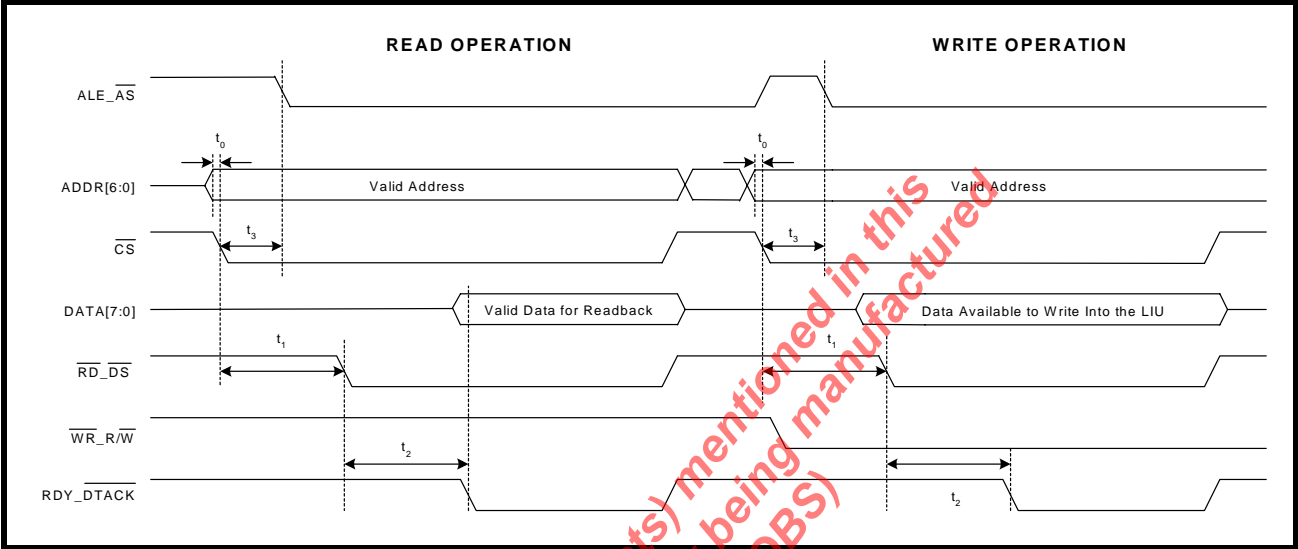 READ OPERATION
WRITE OPERATION
ALE_AS
t0
t0
ADDR[6:0]
Valid Address
Valid Address
CS
t3
t3
DATA[7:0]
Valid Data for Readback
Data Available to Write Into the LIU
t1
t1
RD_DS
WR_R/W
t2
RDY_DTACK
t2
ts) mentioned in this
being manufactured
OBS)